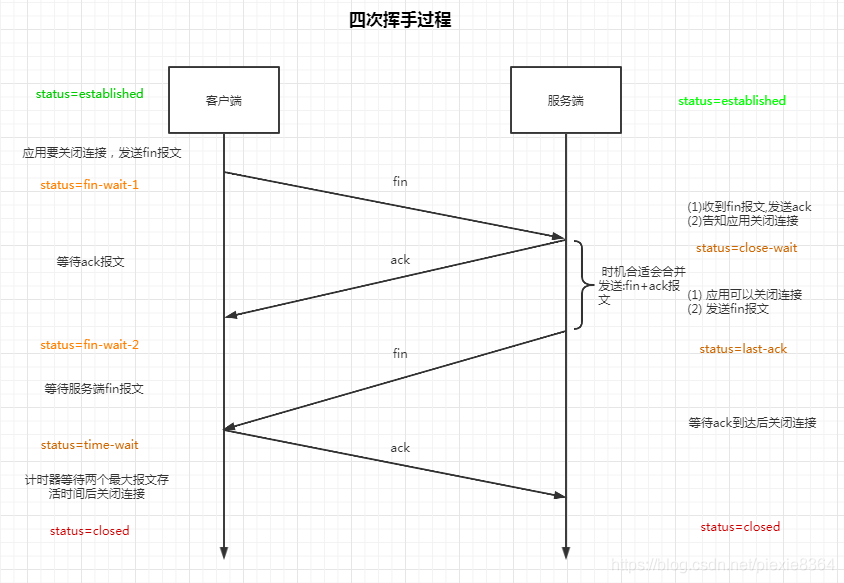 四次挥手过程
status=established
客户端
服务端
status=established
应用要关闭连接，发送fin报文
status=fin-wait-1
fin
(1)收到fin报文,发送ack
(2)告知应用关闭连接
status=close-wait
等待ack报文
ack
时机合适会合并
发送:fin+ack报
文
(1) 应用可以关闭连接
(2) 发送fin报文
status=fin-wait-2
fin
status=last-ack
等待服务端fin报文
等待ack到达后关闭连接
status=time-wait
ack
计时器等待两个最大报文存
活时间后关闭连接
status=closed
status=closed
https://blog.csdn.net/piexie8364